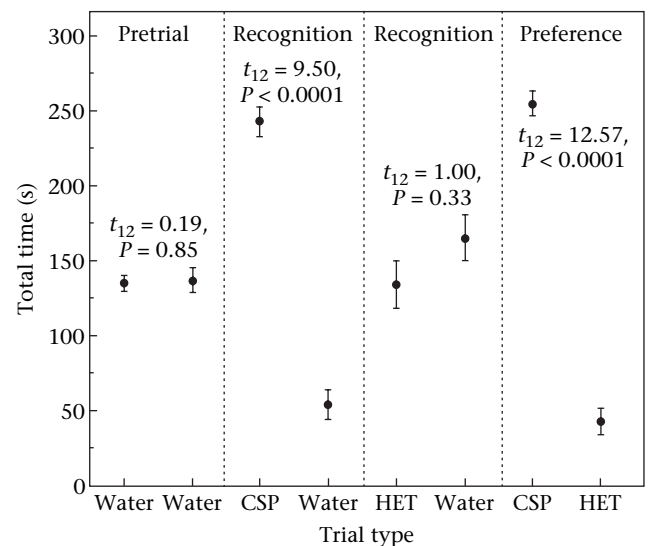 Pretrial
Recognition
Recognition
Preference
300
250
200
150
100
50
0
Total time (s)
t12 = 0.19,
P = 0.85
t12 = 9.50,
P < 0.0001
t12 = 1.00,
P = 0.33
t12 = 12.57,
P < 0.0001
Water Water CSP Water HET Water CSP HET
Trial type